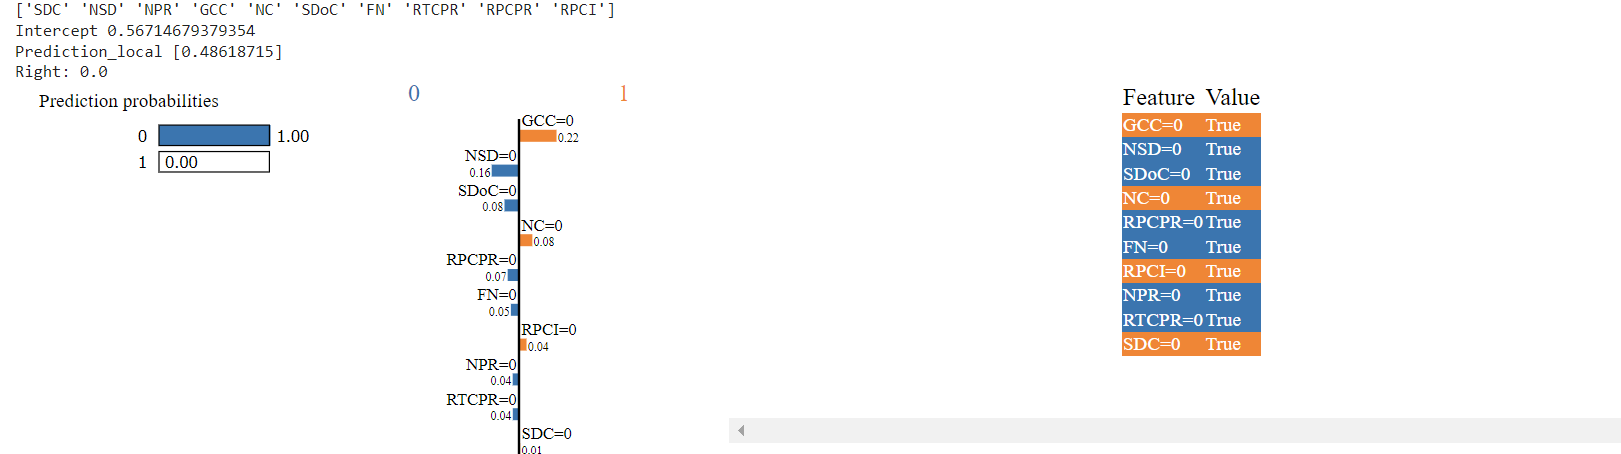 ['SDC' 'NSD' 'NPR' 'GCC' 'NC' 'SDoC' 'FN' 'RTCPR' 'RPCPR' 'RPCI']
Intercept 0.56714679379354
Prediction_local [0.48618715]
Right: 0.0
Prediction probabilities
0 1.00
1 0.00
0 1
GCC=0
0.22
NSD=0
0.16
SDoC=0
0.08
NC=0
0.08
RPCPR=0
0.07
FN=0
0.05
RPCI=0
0.04
NPR=0
0.04
RTCPR=0
0.04
SDC=0
0.01
Feature Value
GCC=0 True
NSD=0 True
SDoC=0 True
NC=0 True
RPCPR=0 True
FN=0 True
RPCI=0 True
NPR=0 True
RTCPR=0 True
SDC=0 True